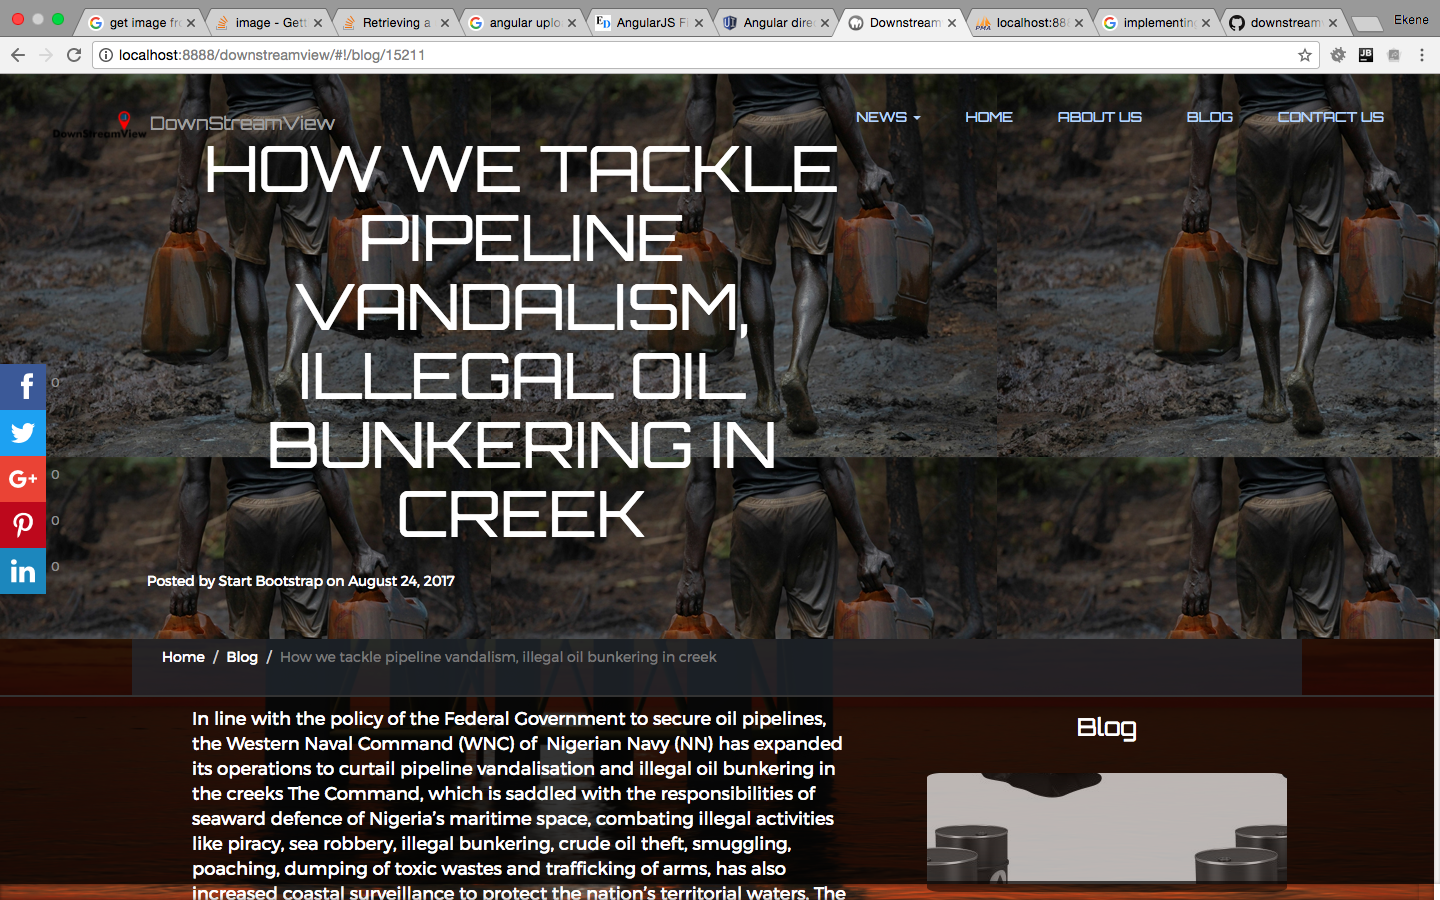 get image fro
image - Gett
Retrieving a
angular uplo
AngularJS Fi
Angular direc
Downstream
localhost:888
implementing
downstream
Ekene
localhost:8888/downstreamview/#!/blog/15211
DownStreamView
DownStreamView
NEWS
HOME
ABOUT US
BLOG
CONTACT US
HOW WE TACKLE
PIPELINE
VANDALISM,
ILLEGAL OIL
BUNKERING IN
CREEK
0
0
0
0
Posted by Start Bootstrap on August 24, 2017
Home / Blog / How we tackle pipeline vandalism, illegal oil bunkering in creek
In line with the policy of the Federal Government to secure oil pipelines,
the Western Naval Command (WNC) of Nigerian Navy (NN) has expanded
its operations to curtail pipeline vandalisation and illegal oil bunkering in
the creeks The Command, which is saddled with the responsibilities of
seaward defence of Nigeria's maritime space, combating illegal activities
like piracy, sea robbery, illegal bunkering, crude oil theft, smuggling,
poaching, dumping of toxic wastes and trafficking of arms, has also
increased coastal surveillance to protect the nation's territorial waters. The
Blog